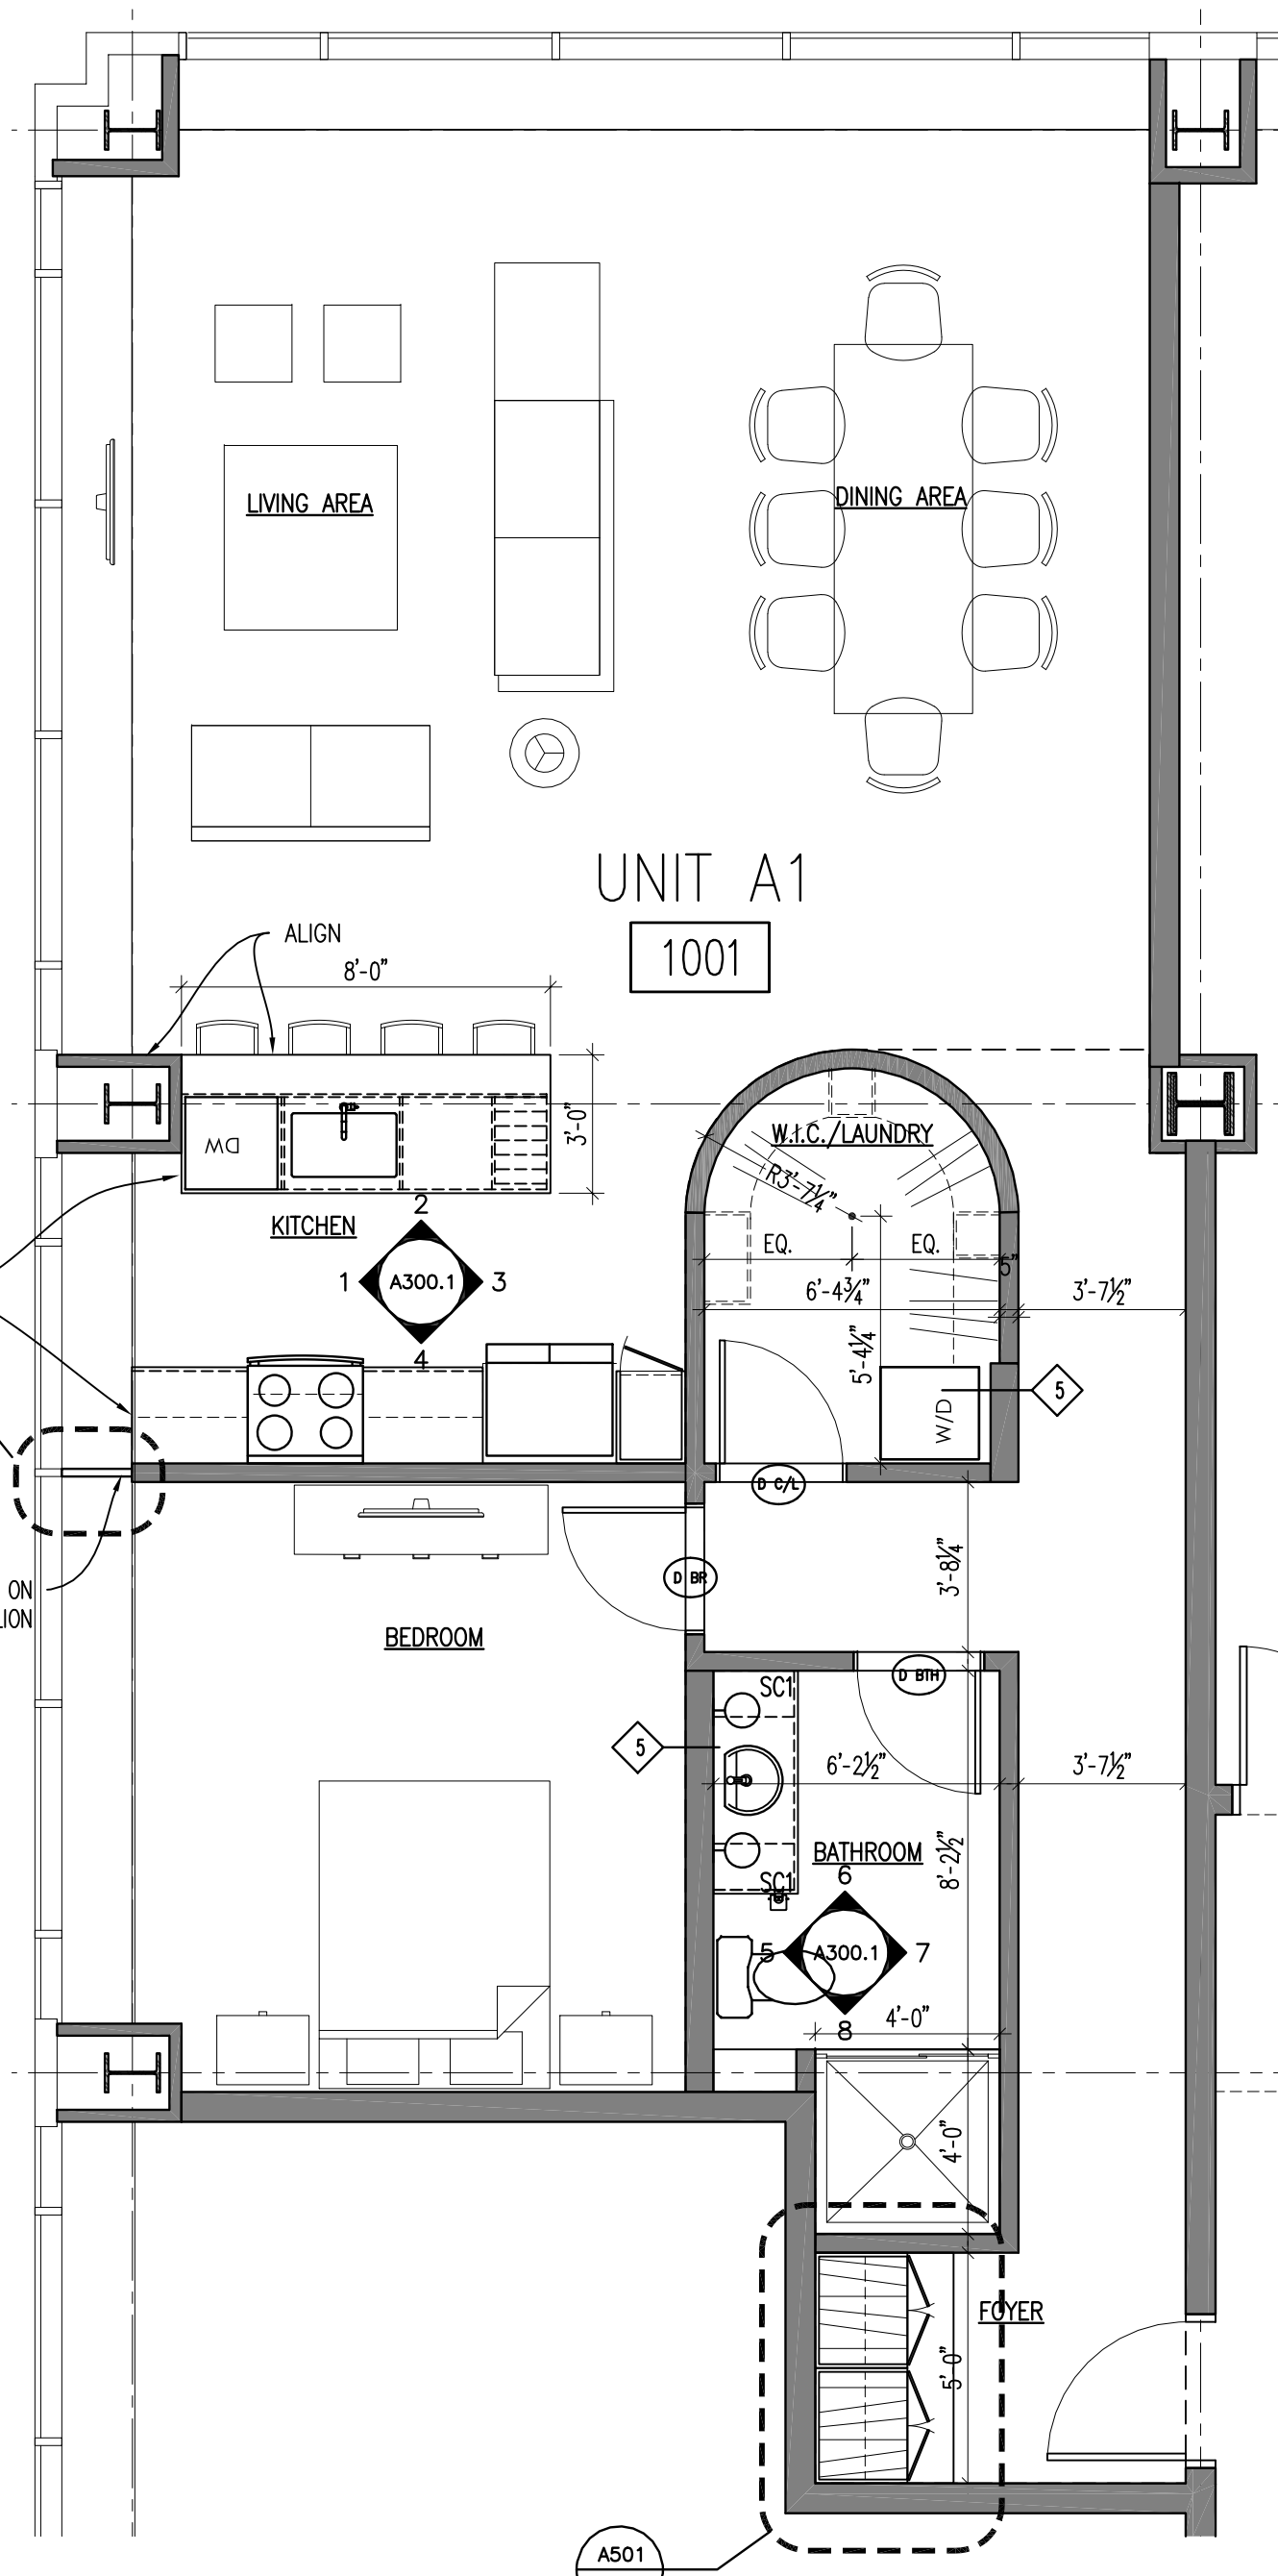 LIVING AREA
DINING AREA
UNIT A1
1001
ALIGN
8'-0"
3'-0"
DW
W.I.C./LAUNDRY
R3'-7¼"
KITCHEN
2
1
A300.1
3
4
EQ.
EQ.
5"
6'-4¾"
3'-7½"
5'-4¼"
W/D
5
D C/L
D BR
3'-8¼"
ON
LION
BEDROOM
D BTH
SC1
5
6'-2½"
3'-7½"
BATHROOM
8'-2½"
SC1
6
5
A300.1
7
8
4'-0"
4'-0"
FOYER
5'-0"
A501